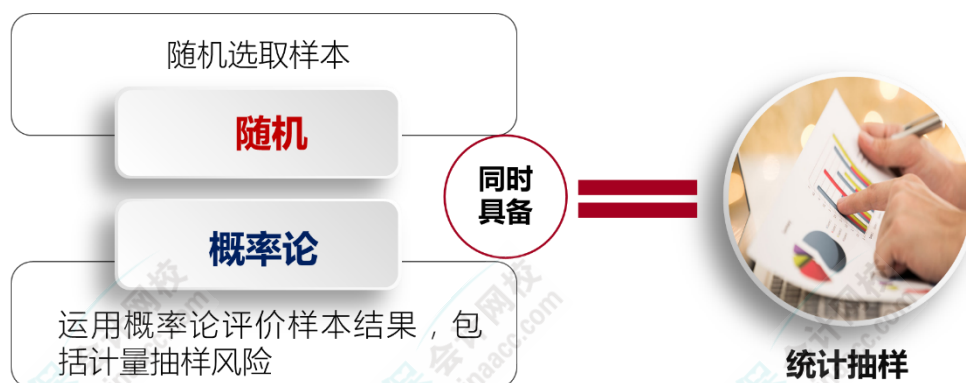 随机选取样本
随机
同时
具备
概率论
运用概率论评价样本结果，包
括计量抽样风险
统计抽样